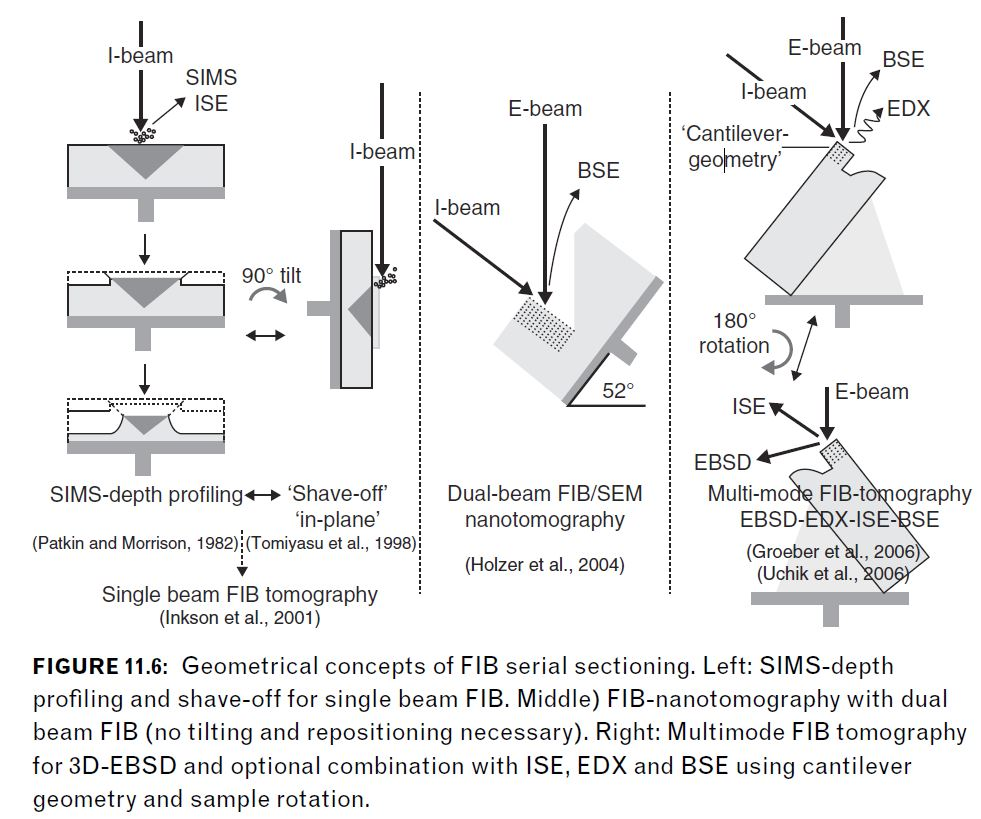 I-beam
SIMS
ISE
I-beam
90° tilt
SIMS-depth profiling
‘Shave-off’
‘in-plane’
(Patkin and Morrison, 1982)
(Tomiyasu et al., 1998)
Single beam FIB tomography
(Inkson et al., 2001)
E-beam
BSE
I-beam
52°
Dual-beam FIB/SEM
nanotomography
(Holzer et al., 2004)
E-beam
BSE
I-beam
EDX
‘Cantilever-
geometry’
180°
rotation
E-beam
ISE
EBSD
Multi-mode FIB-tomography
EBSD-EDX-ISE-BSE
(Groeber et al., 2006)
(Uchik et al., 2006)
FIGURE 11.6: Geometrical concepts of FIB serial sectioning. Left: SIMS-depth
profiling and shave-off for single beam FIB. Middle) FIB-nanotomography with dual
beam FIB (no tilting and repositioning necessary). Right: Multimode FIB tomography
for 3D-EBSD and optional combination with ISE, EDX and BSE using cantilever
geometry and sample rotation.